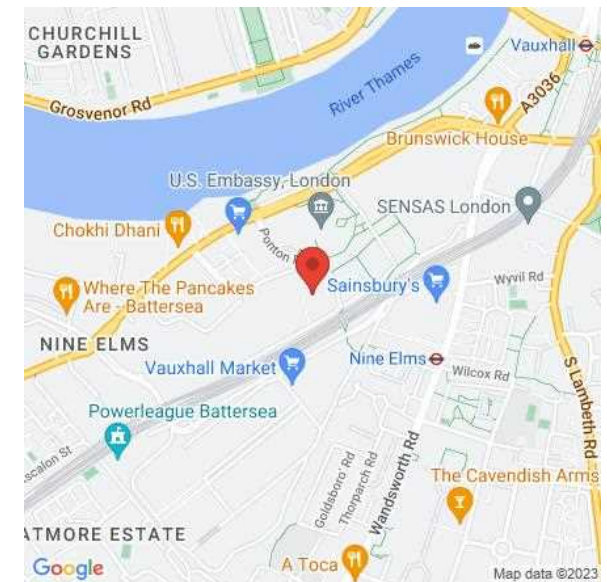 CHURCHILL
GARDENS
Vauxhall
Grosvenor Rd
River Thames
A3036
Brunswick House
U.S. Embassy, London
SENSAS London
Chokhi Dhani
Ponton
Where The Pancakes
Are - Battersea
Sainsbury's
Wyvil Rd
NINE ELMS
Nine Elms
Vauxhall Market
Wilcox Rd
S Lambeth Rd
Powerleague Battersea
ascalon St
Goldsboro' Rd
Thorparch Rd
Wandsworth Rd
The Cavendish Arms
ATMORE ESTATE
A Toca
Google
Map data ©2023